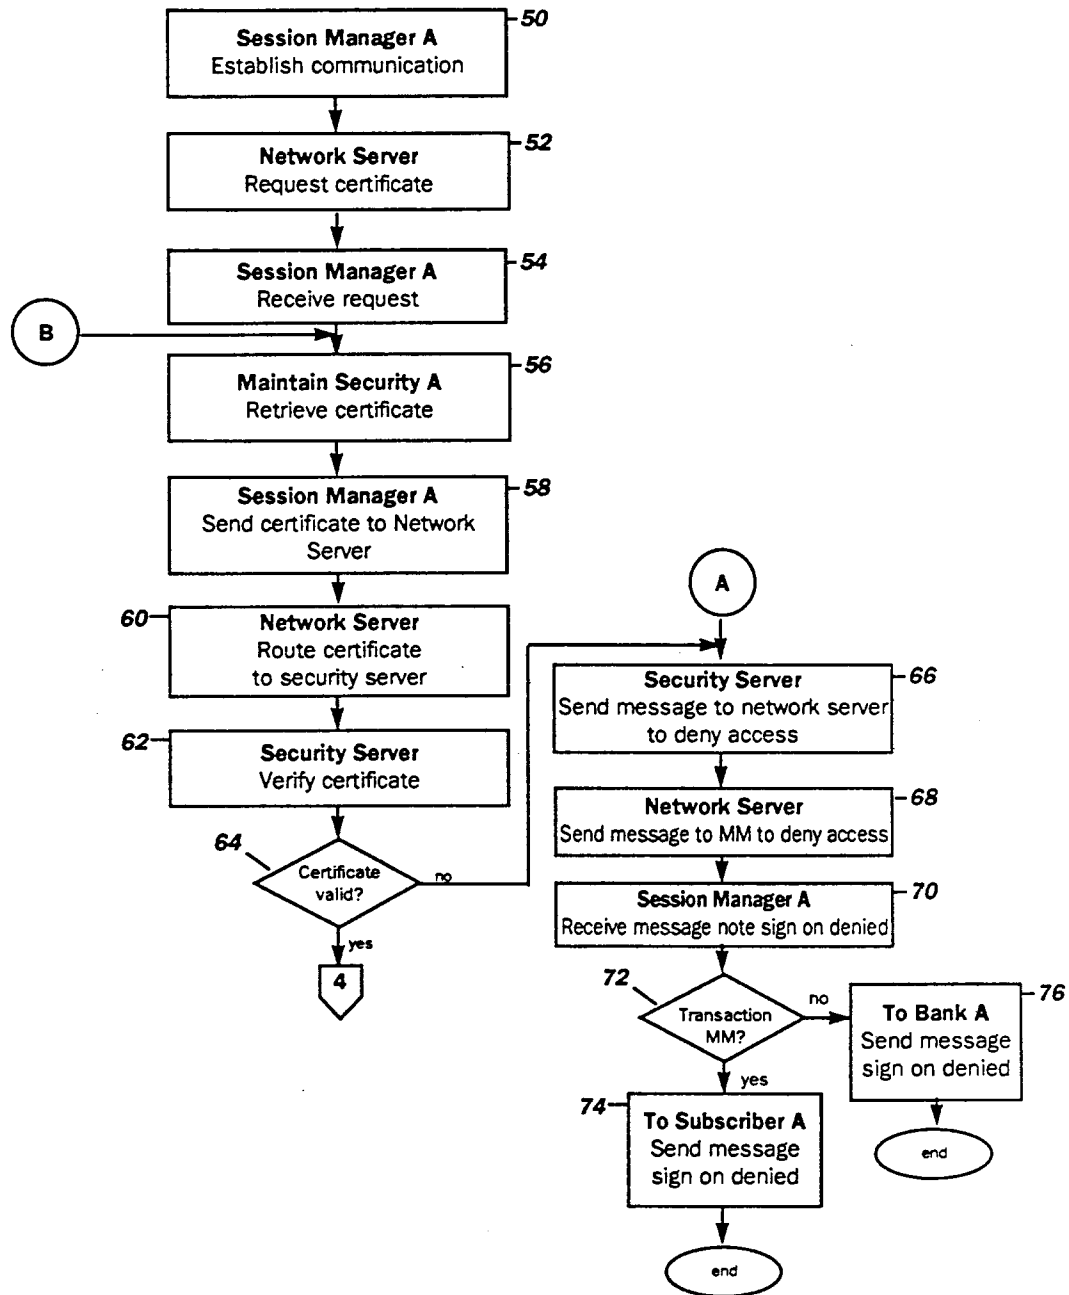 50
Session Manager A
Establish communication
52
Network Server
Request certificate
54
Session Manager A
Receive request
B
56
Maintain Security A
Retrieve certificate
58
Session Manager A
Send certificate to Network
Server
60
Network Server
Route certificate
to security server
62
Security Server
Verify certificate
64
Certificate
valid?
no
yes
4
A
66
Security Server
Send message to network server
to deny access
68
Network Server
Send message to MM to deny access
70
Session Manager A
Receive message note sign on denied
72
Transaction
MM?
no
yes
76
To Bank A
Send message
sign on denied
end
74
To Subscriber A
Send message
sign on denied
end